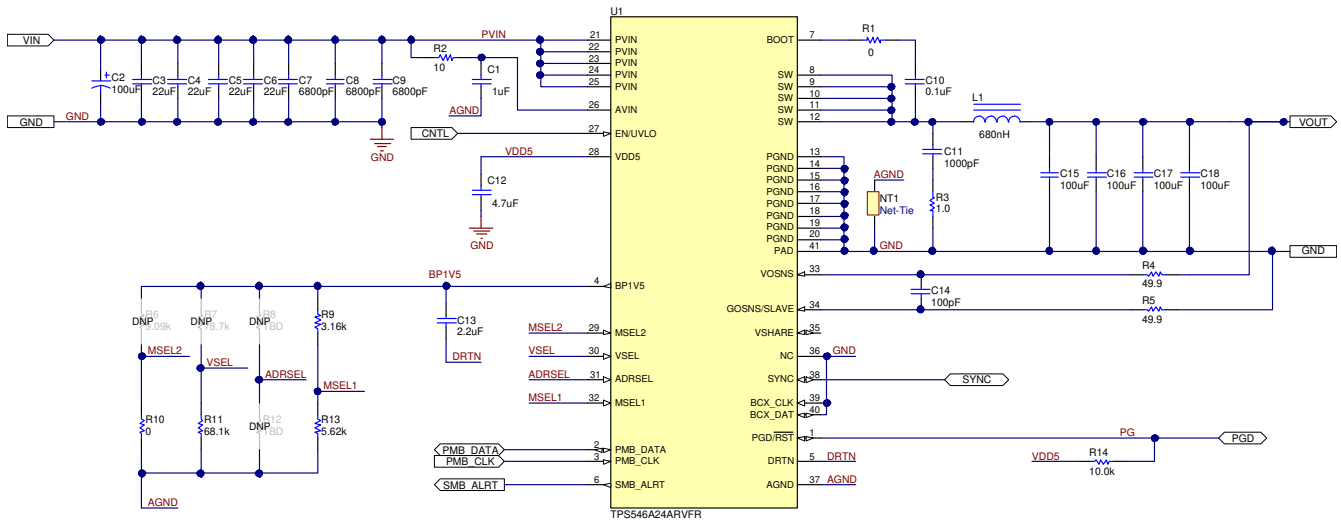 U1
VIN
PVIN
21
PVIN
22
PVIN
23
PVIN
24
PVIN
25
PVIN
BOOT
7
R1
0
R2
10
C2
100uF
C3
22uF
C4
22uF
C5
22uF
C6
22uF
C7
6800pF
C8
6800pF
C9
6800pF
C1
1uF
AGND
SW
8
SW
9
SW
10
SW
11
SW
12
C10
0.1uF
L1
680nH
GND
GND
GND
26
AVIN
CNTL
27
EN/UVLO
VDD5
28
VDD5
VOUT
C11
1000pF
C12
4.7uF
GND
PGND
13
PGND
14
PGND
15
PGND
16
PGND
17
PGND
18
PGND
19
PGND
20
PAD
41
AGND
NT1
Net-Tie
R3
1.0
C15
100uF
C16
100uF
C17
100uF
C18
100uF
GND
GND
VOSNS
33
R4
49.9
C14
100pF
GOSNS/SLAVE
34
R5
49.9
BP1V5
4
BP1V5
DNP
R6
9.09k
DNP
R7
78.7k
DNP
R8
TBD
R9
3.16k
C13
2.2uF
DRTN
MSEL2
VSEL
ADRSEL
MSEL1
MSEL2
29
MSEL2
VSEL
30
VSEL
ADRSEL
31
ADRSEL
MSEL1
32
MSEL1
VSHARE
35
NC
36
GND
SYNC
38
SYNC
BCX_CLK
39
BCX_DAT
40
R10
0
R11
68.1k
DNP
R12
TBD
R13
5.62k
AGND
PMB_DATA
2
PMB_DATA
PMB_CLK
3
PMB_CLK
SMB_ALRT
6
SMB_ALRT
PGD/RST
1
PG
PGD
DRTN
5
DRTN
VDD5
R14
10.0k
AGND
37
AGND
TPS546A24ARVFR